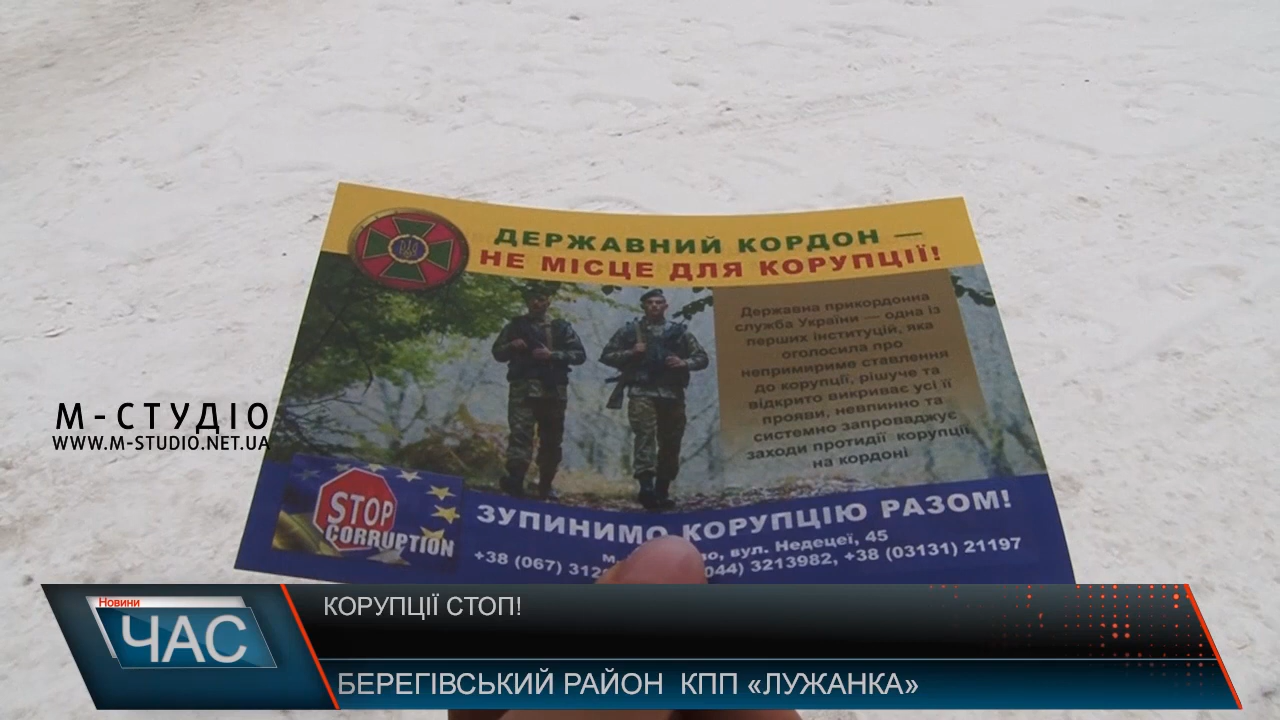 ДЕРЖАВНИЙ КОРДОН —
НЕ МІСЦЕ ДЛЯ КОРУПЦІЇ!
Державна прикордонна
служба України — одна із
перших інституцій, яка
оголосила про
непримириме ставлення
до корупції, рішуче та
відкрито викриває усі її
прояви, невпинно та
системно запроваджує
заходи протидії корупції
на кордоні
М-СТУДІО
WWW.M-STUDIO.NET.UA
STOP
CORRUPTION
ЗУПИНИМО КОРУПЦІЮ РАЗОМ!
м. вул. Недецеї, 45
+38 (067) 044) 3213982, +38 (03131) 21197
Новини
ЧАС
КОРУПЦІЇ СТОП!
БЕРЕГІВСЬКИЙ РАЙОН КПП «ЛУЖАНКА»